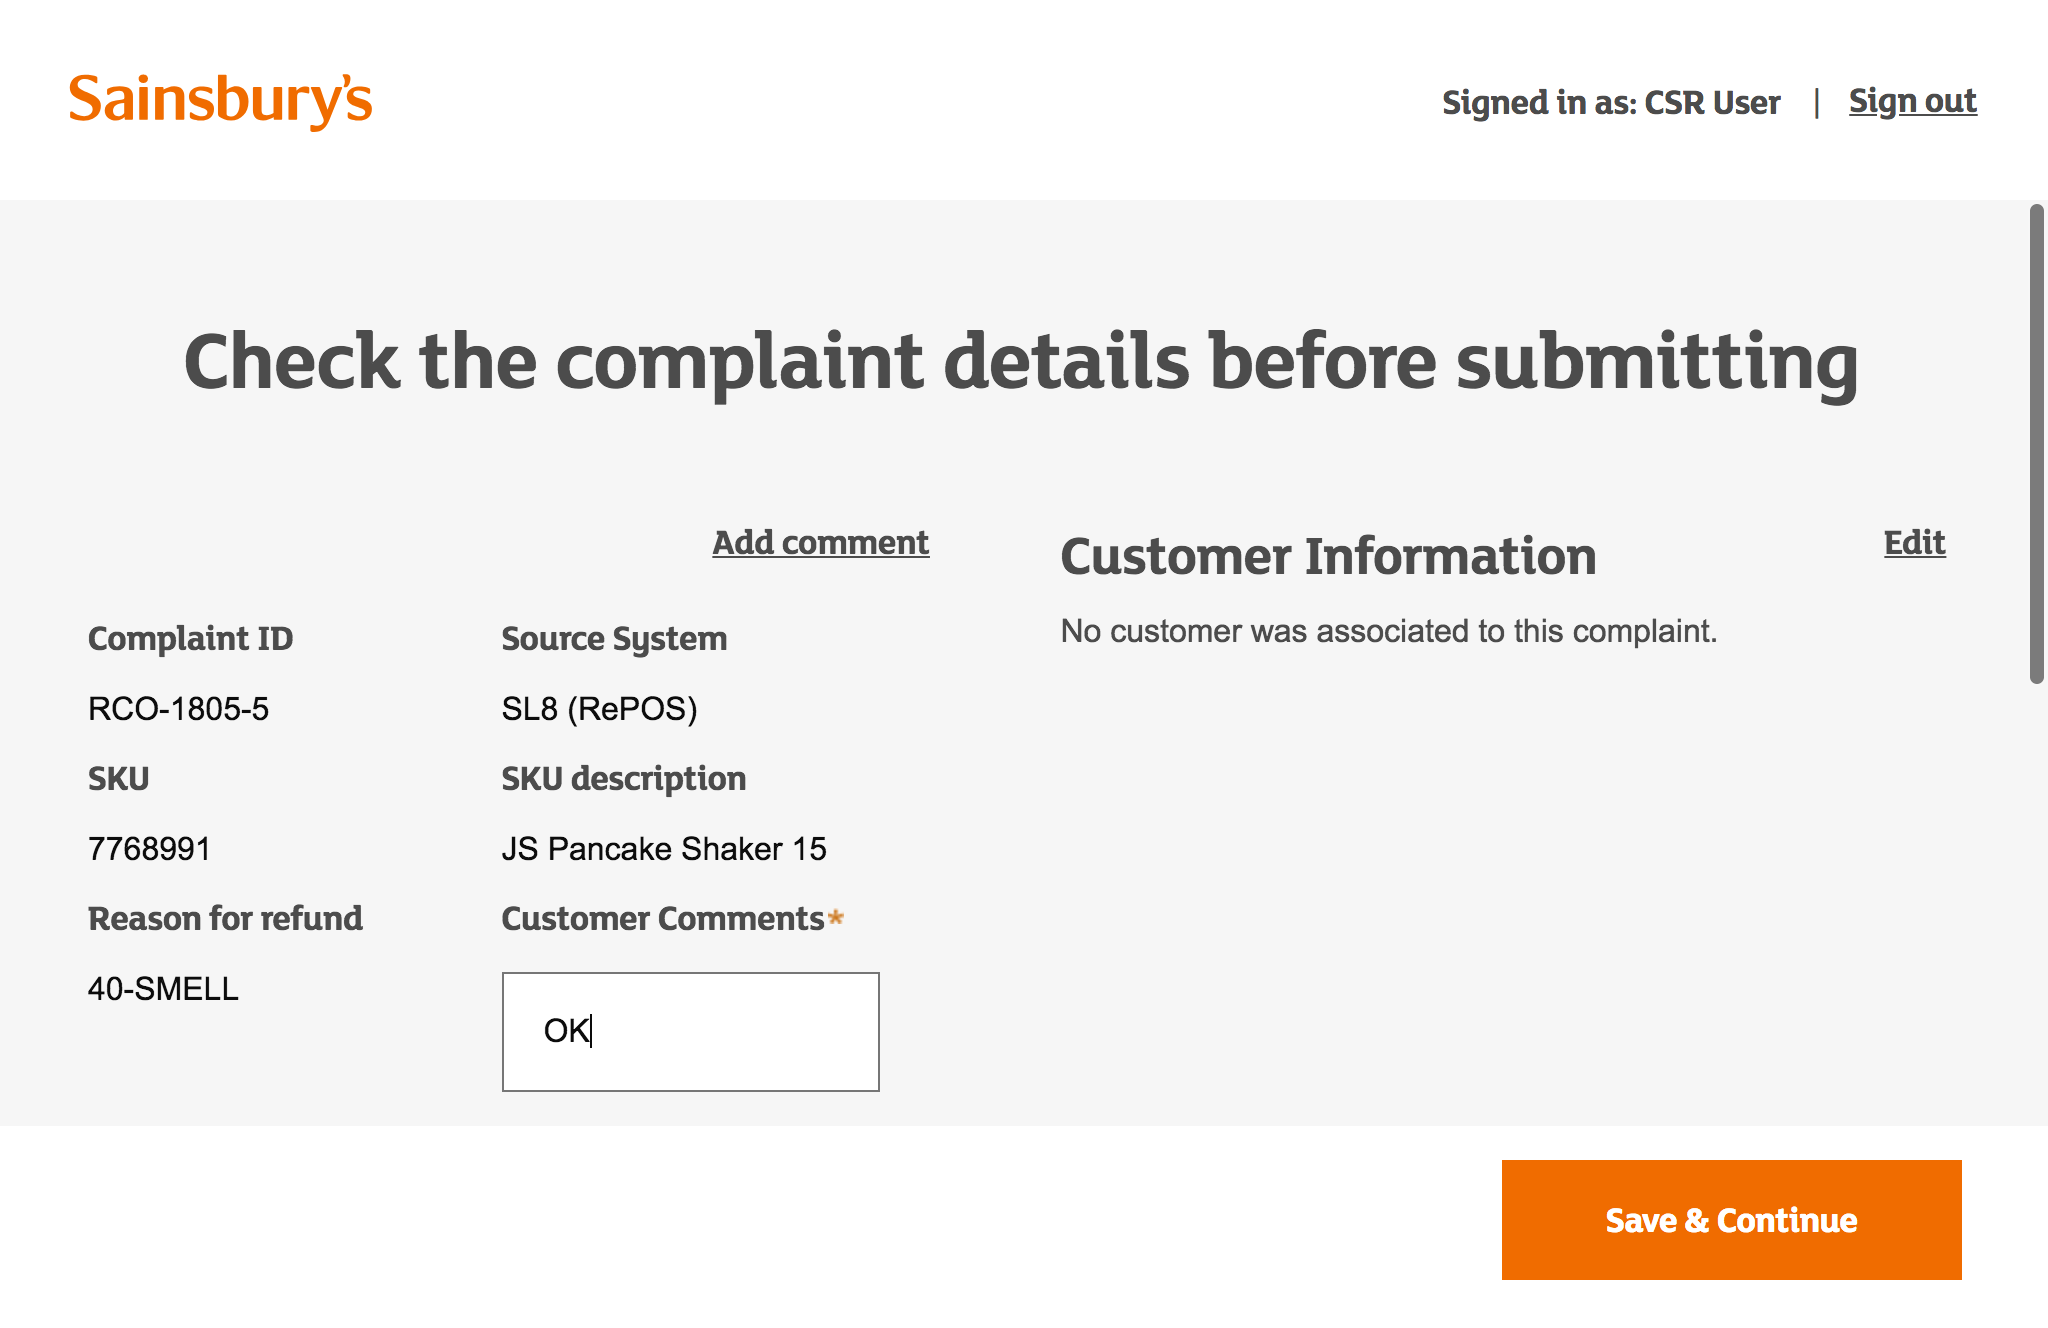 Sainsbury's
Signed in as: CSR User | Sign out
Check the complaint details before submitting
Add comment
Complaint ID
Source System
RCO-1805-5
SL8 (RePOS)
SKU
SKU description
7768991
JS Pancake Shaker 15
Reason for refund
Customer Comments*
40-SMELL
OK
Customer Information
Edit
No customer was associated to this complaint.
Save & Continue